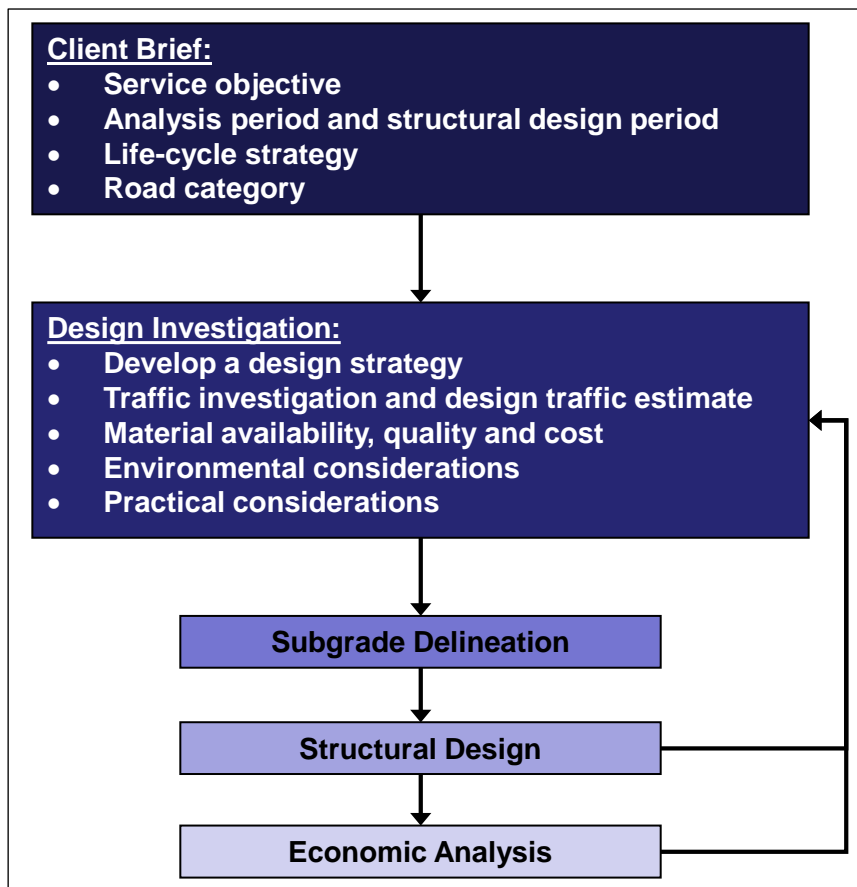 Client Brief:
• Service objective
• Analysis period and structural design period
• Life-cycle strategy
• Road category
Design Investigation:
• Develop a design strategy
• Traffic investigation and design traffic estimate
• Material availability, quality and cost
• Environmental considerations
• Practical considerations
Subgrade Delineation
Structural Design
Economic Analysis